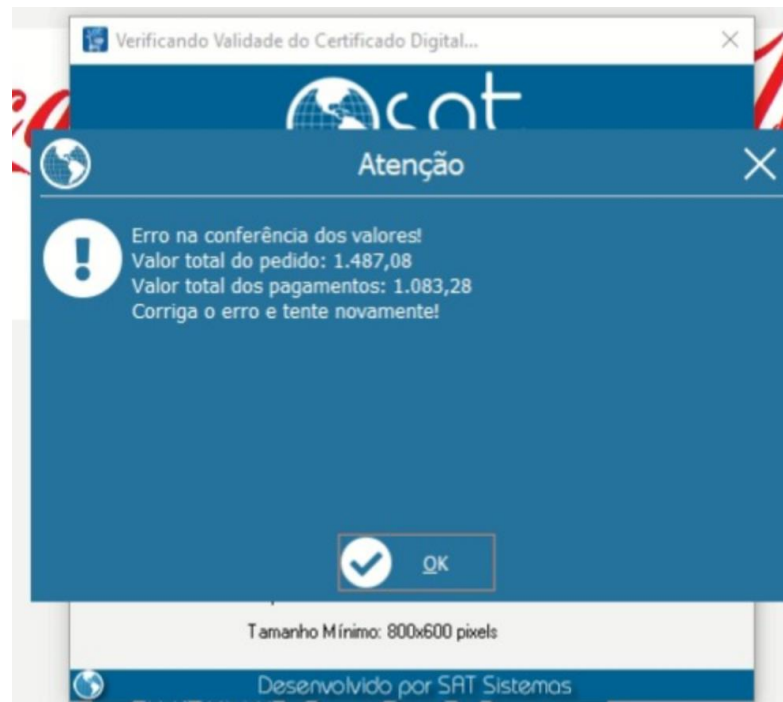 Verificando Validade do Certificado Digital...
sat
Atenção
Erro na conferência dos valores!
Valor total do pedido: 1.487,08
Valor total dos pagamentos: 1.083,28
Corriga o erro e tente novamente!
OK
Tamanho Mínimo: 800x600 pixels
Desenvolvido por SAT Sistemas